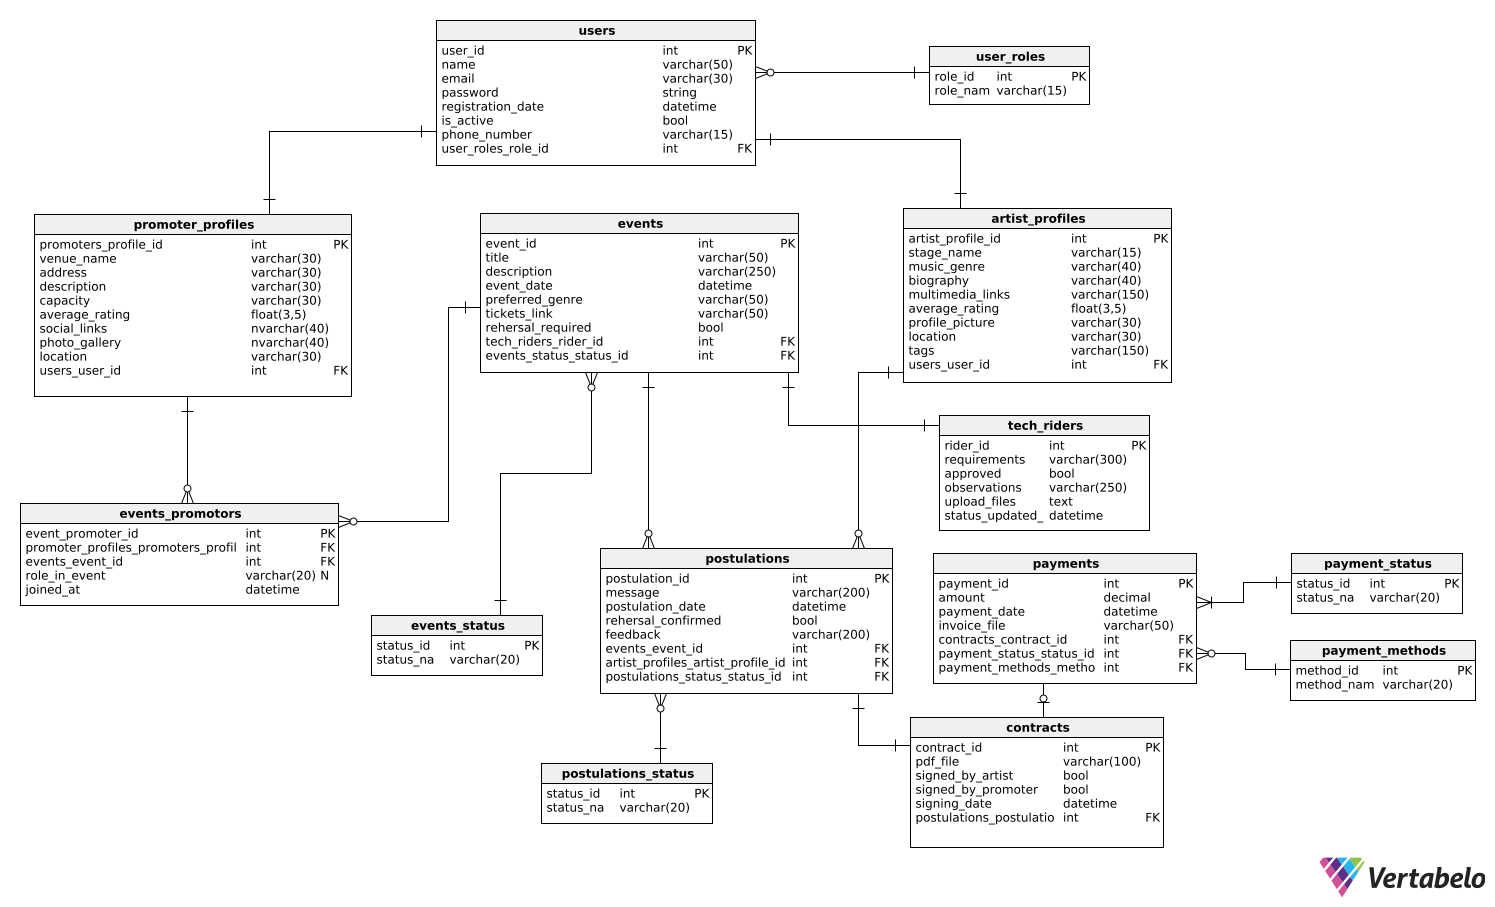 users
user_id int PK
name varchar(50)
email varchar(30)
password string
registration_date datetime
is_active bool
phone_number varchar(15)
user_roles_role_id int FK
user_roles
role_id int PK
role_nam varchar(15)
promoter_profiles
promoters_profile_id int PK
venue_name varchar(30)
address varchar(30)
description varchar(30)
capacity varchar(30)
average_rating float(3,5)
social_links nvarchar(40)
photo_gallery nvarchar(40)
location varchar(30)
users_user_id int FK
events
event_id int PK
title varchar(50)
description varchar(250)
event_date datetime
preferred_genre varchar(50)
tickets_link varchar(50)
rehersal_required bool
tech_riders_rider_id int FK
events_status_status_id int FK
artist_profiles
artist_profile_id int PK
stage_name varchar(15)
music_genre varchar(40)
biography varchar(40)
multimedia_links varchar(150)
average_rating float(3,5)
profile_picture varchar(30)
location varchar(30)
tags varchar(150)
users_user_id int FK
tech_riders
rider_id int PK
requirements varchar(300)
approved bool
observations varchar(250)
upload_files text
status_updated_ datetime
events_promotors
event_promoter_id int PK
promoter_profiles_promoters_profil int FK
events_event_id int FK
role_in_event varchar(20) N
joined_at datetime
events_status
status_id int PK
status_na varchar(20)
postulations
postulation_id int PK
message varchar(200)
postulation_date datetime
rehersal_confirmed bool
feedback varchar(200)
events_event_id int FK
artist_profiles_artist_profile_id int FK
postulations_status_status_id int FK
payments
payment_id int PK
amount decimal
payment_date datetime
invoice_file varchar(50)
contracts_contract_id int FK
payment_status_status_id int FK
payment_methods_metho int FK
payment_status
status_id int PK
status_na varchar(20)
payment_methods
method_id int PK
method_nam varchar(20)
postulations_status
status_id int PK
status_na varchar(20)
contracts
contract_id int PK
pdf_file varchar(100)
signed_by_artist bool
signed_by_promoter bool
signing_date datetime
postulations_postulatio int FK
Vertabelo